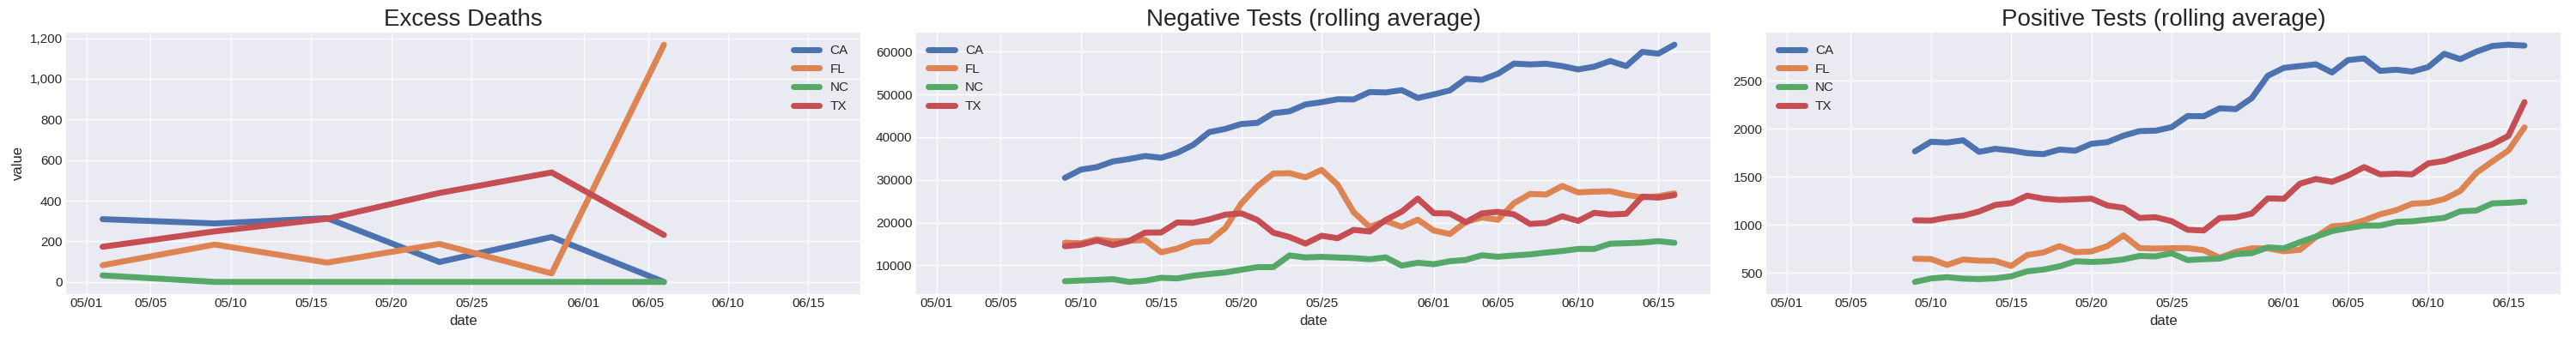 Excess Deaths
1,200
1,000
800
600
400
200
0
value
CA
FL
NC
TX
05/01 05/05 05/10 05/15 05/20 05/25 06/01 06/05 06/10 06/15
date
Negative Tests (rolling average)
60000
50000
40000
30000
20000
10000
CA
FL
NC
TX
05/01 05/05 05/10 05/15 05/20 05/25 06/01 06/05 06/10 06/15
date
Positive Tests (rolling average)
2500
2000
1500
1000
500
CA
FL
NC
TX
05/01 05/05 05/10 05/15 05/20 05/25 06/01 06/05 06/10 06/15
date